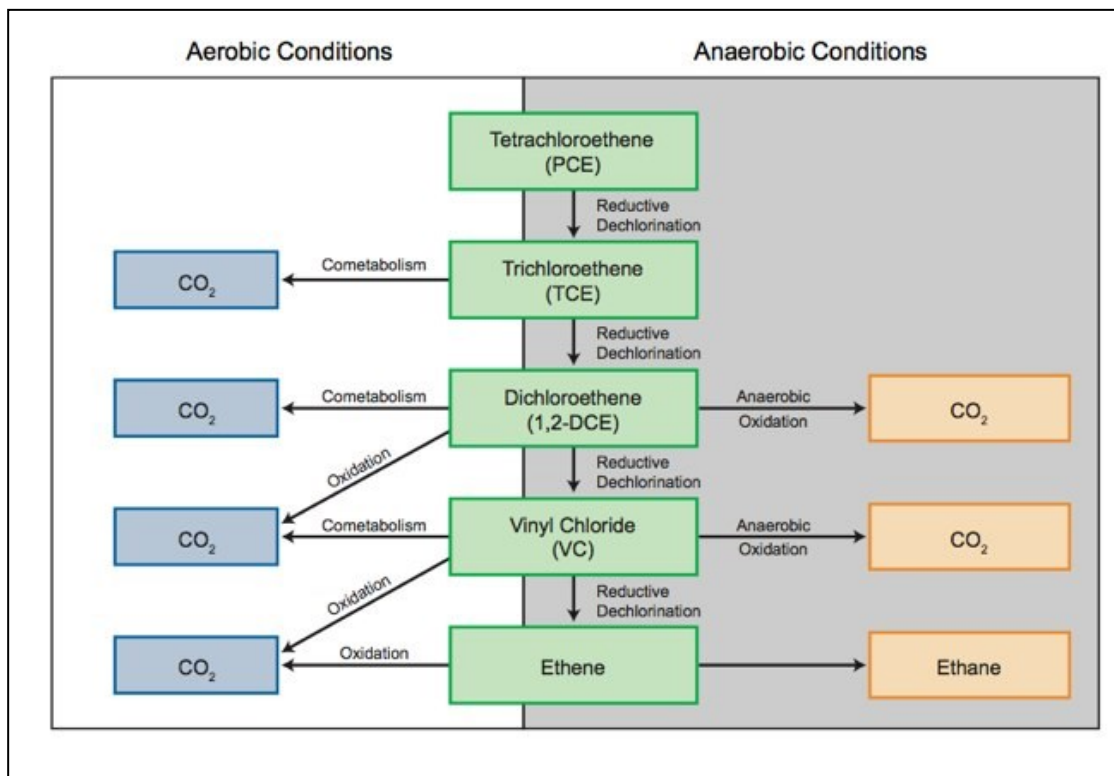 Aerobic Conditions
Anaerobic Conditions
Tetrachloroethene
(PCE)
Reductive
Dechlorination
CO₂
Cometabolism
Trichloroethene
(TCE)
Reductive
Dechlorination
CO₂
Cometabolism
Dichloroethene
(1,2-DCE)
Anaerobic
Oxidation
CO₂
Oxidation
Reductive
Dechlorination
CO₂
Cometabolism
Vinyl Chloride
(VC)
Anaerobic
Oxidation
CO₂
Oxidation
Reductive
Dechlorination
CO₂
Oxidation
Ethene
Ethane